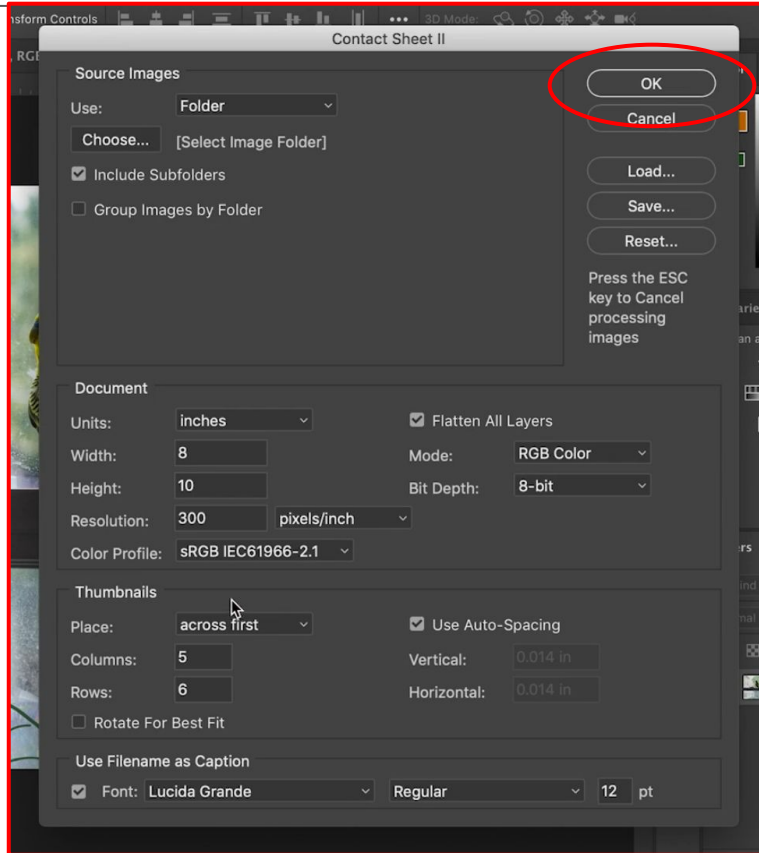 nsform Controls ••• 3D Mode:
Contact Sheet II
RGB
Source Images
Use: Folder
Choose... [Select Image Folder]
Include Subfolders
Group Images by Folder
OK
Cancel
Load...
Save...
Reset...
Press the ESC
key to Cancel
processing
images
Document
Units: inches
Width: 8
Height: 10
Resolution: 300 pixels/inch
Color Profile: sRGB IEC61966-2.1
Flatten All Layers
Mode: RGB Color
Bit Depth: 8-bit
Thumbnails
Place: across first
Columns: 5
Rows: 6
Rotate For Best Fit
Use Auto-Spacing
Vertical: 0.014 in
Horizontal: 0.014 in
Use Filename as Caption
Font: Lucida Grande Regular 12 pt